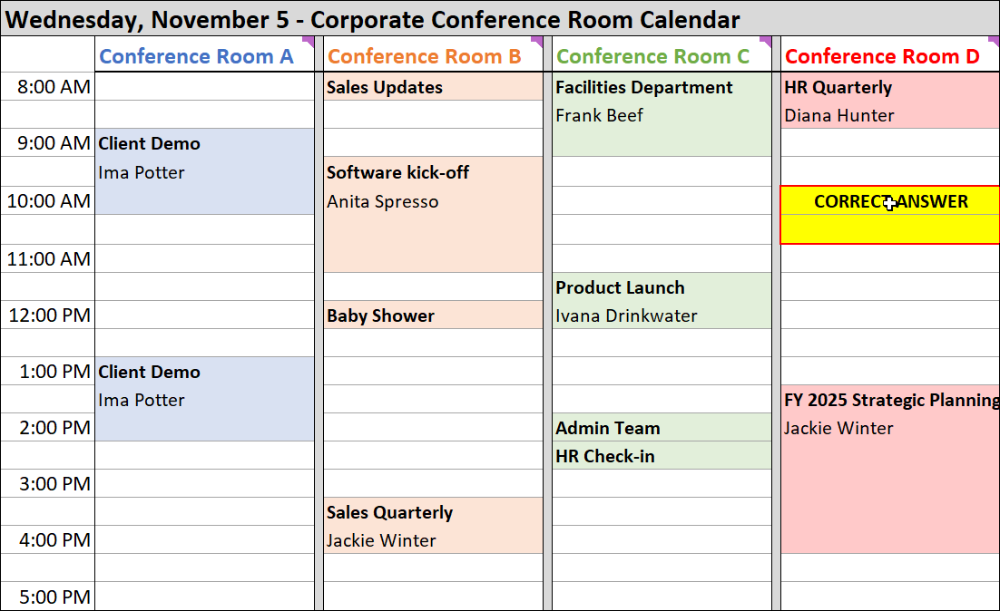 Wednesday, November 5 - Corporate Conference Room Calendar
Conference Room A Conference Room B Conference Room C Conference Room D
8:00 AM Sales Updates Facilities Department HR Quarterly
Frank Beef Diana Hunter
9:00 AM Client Demo
Ima Potter Software kick-off
10:00 AM Anita Spresso CORRECT ANSWER
11:00 AM
Product Launch
12:00 PM Baby Shower Ivana Drinkwater
1:00 PM Client Demo
Ima Potter FY 2025 Strategic Planning
2:00 PM Admin Team Jackie Winter
HR Check-in
3:00 PM
Sales Quarterly
4:00 PM Jackie Winter
5:00 PM